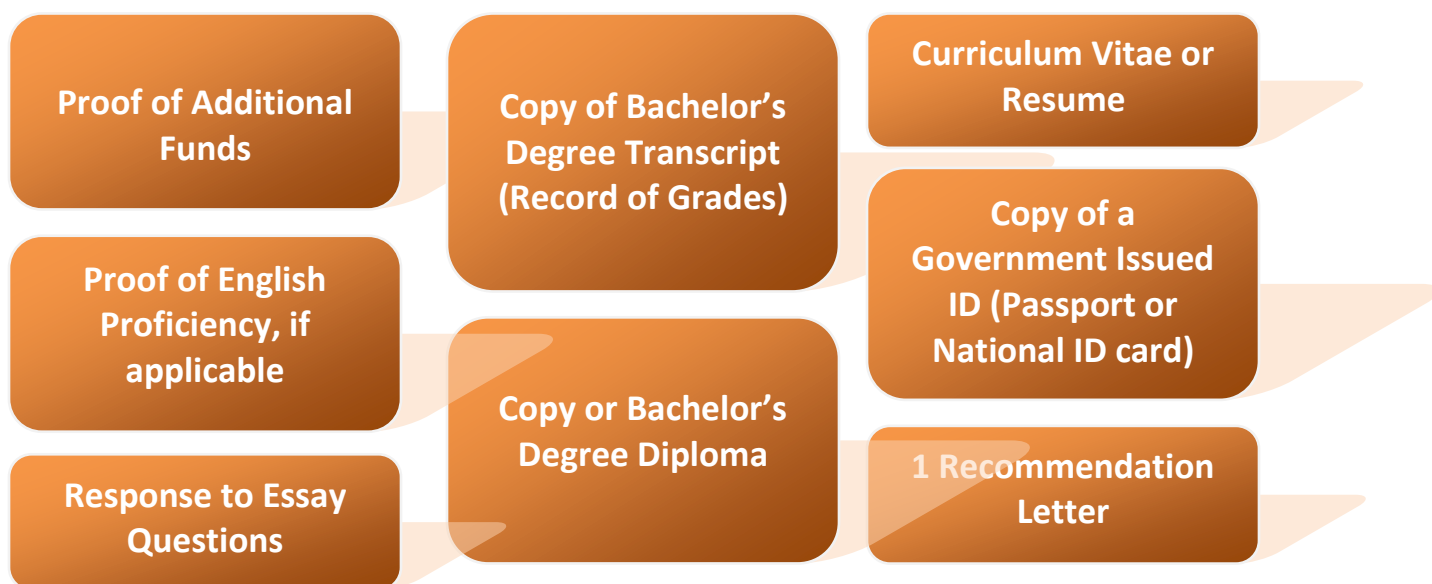 Proof of Additional
Funds
Proof of English
Proficiency, if
applicable
Response to Essay
Questions
Copy of Bachelor’s
Degree Transcript
(Record of Grades)
Copy or Bachelor’s
Degree Diploma
Curriculum Vitae or
Resume
Copy of a
Government Issued
ID (Passport or
National ID card)
1 Recommendation
Letter